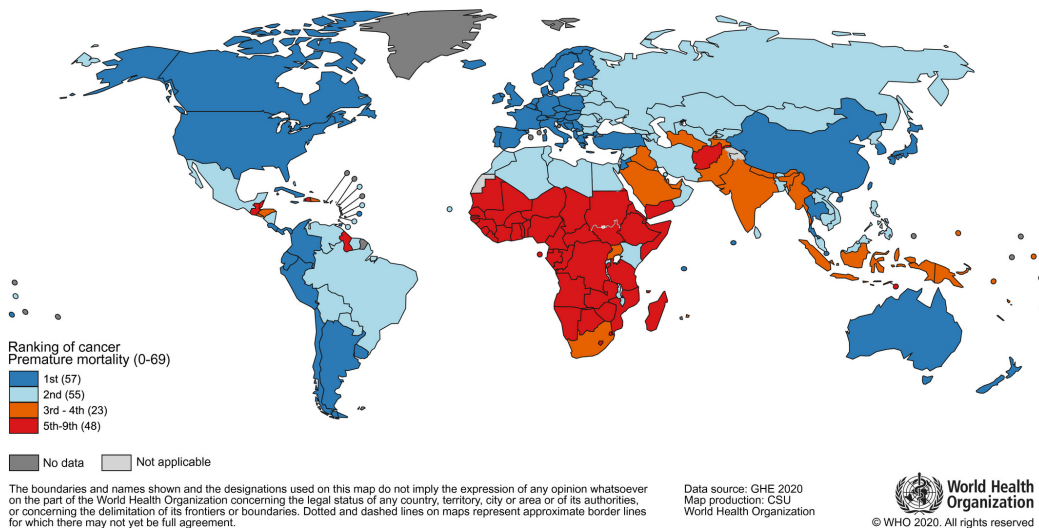 Ranking of cancer
Premature mortality (0-69)
1st (57)
2nd (55)
3rd - 4th (23)
5th-9th (48)
No data
Not applicable
The boundaries and names shown and the designations used on this map do not imply the expression of any opinion whatsoever
on the part of the World Health Organization concerning the legal status of any country, territory, city or area or of its authorities,
or concerning the delimitation of its frontiers or boundaries. Dotted and dashed lines on maps represent approximate border lines
for which there may not yet be full agreement.
Data source: GHE 2020
Map production: CSU
World Health Organization
World Health
Organization
© WHO 2020. All rights reserved